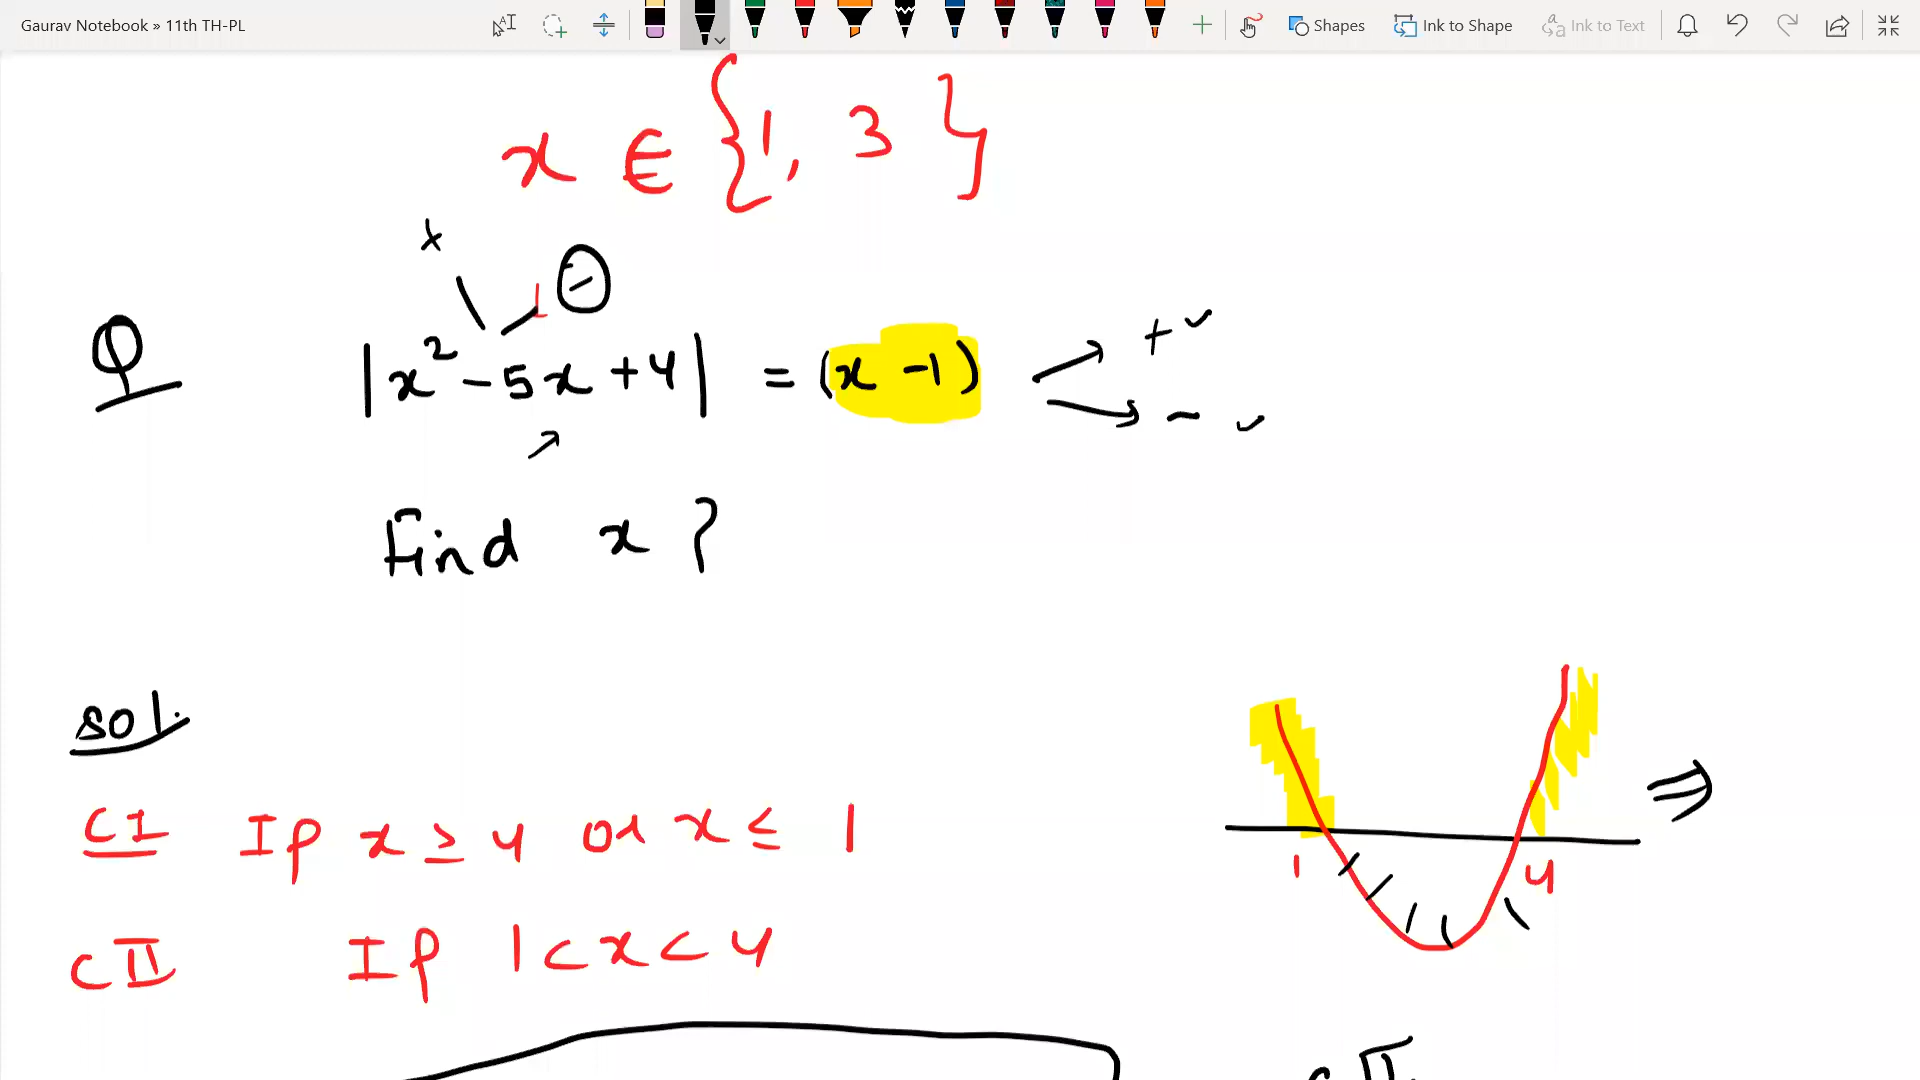 Gaurav Notebook » 11th TH-PL
Shapes
Ink to Shape
Ink to Text
x ∈ {1, 3}
+ ⊖
Q |x² - 5x + 4| = (x - 1) + ✓
- ✓
Find x ?
Sol.
CI If x ≥ 4 or x ≤ 1
1 4 ⇒
CII If 1 < x < 4